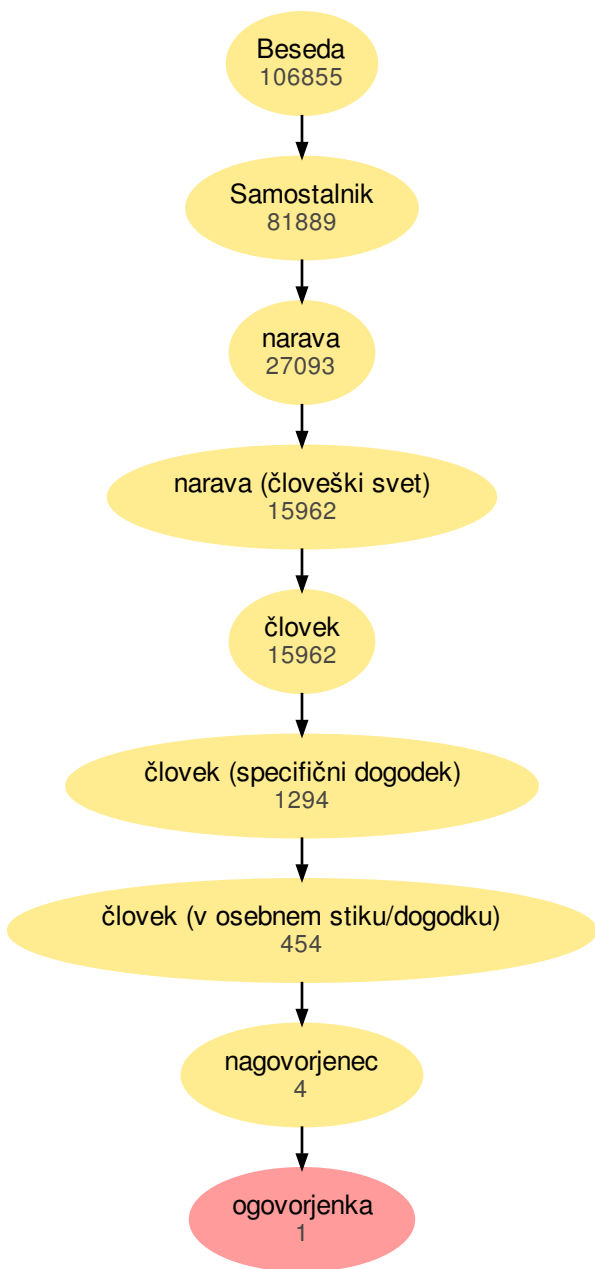 Beseda
106855
Samostalnik
81889
narava
27093
narava (človeški svet)
15962
človek
15962
človek (specifični dogodek)
1294
človek (v osebnem stiku/dogodku)
454
nagovorjenec
4
ogovorjenka
1